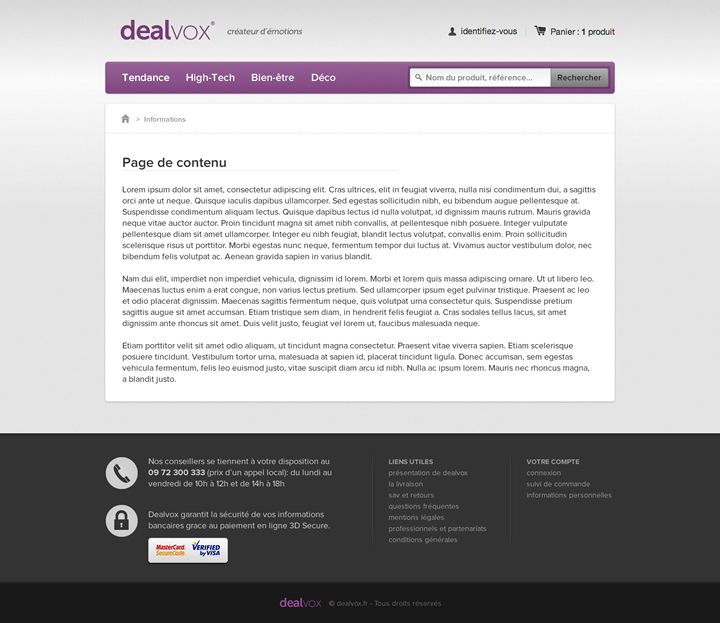 dealvox® créateur d'émotions
identifiez-vous
Panier : 1 produit
Tendance High-Tech Bien-être Déco
Nom du produit, référence... Rechercher
> Informations
Page de contenu
Lorem ipsum dolor sit amet, consectetur adipiscing elit. Cras ultrices, elit in feugiat viverra, nulla nisi condimentum dui, a sagittis
orci ante ut neque. Quisque iaculis dapibus ullamcorper. Sed egestas sollicitudin nibh, eu bibendum augue pellentesque at.
Suspendisse condimentum aliquam lectus. Quisque dapibus lectus id nulla volutpat, id dignissim mauris rutrum. Mauris gravida
neque vitae auctor auctor. Proin tincidunt magna sit amet nibh convallis, at pellentesque nibh posuere. Integer vulputate
pellentesque diam sit amet ullamcorper. Integer eu nibh feugiat, blandit lectus volutpat, convallis enim. Proin sollicitudin
scelerisque risus ut porttitor. Morbi egestas nunc neque, fermentum tempor dui luctus at. Vivamus auctor vestibulum dolor, nec
bibendum felis volutpat ac. Aenean gravida sapien in varius blandit.
Nam dui elit, imperdiet non imperdiet vehicula, dignissim id lorem. Morbi et lorem quis massa adipiscing ornare. Ut ut libero leo.
Maecenas luctus enim a erat congue, non varius lectus pretium. Sed ullamcorper ipsum eget pulvinar tristique. Praesent ac leo
et odio placerat dignissim. Maecenas sagittis fermentum neque, quis volutpat urna consectetur quis. Suspendisse pretium
sagittis augue sit amet accumsan. Etiam tristique sem diam, in hendrerit felis feugiat a. Cras sodales tellus lacus, sit amet
dignissim ante rhoncus sit amet. Duis velit justo, feugiat vel lorem ut, faucibus malesuada neque.
Etiam porttitor velit sit amet odio aliquam, ut tincidunt magna consectetur. Praesent vitae viverra sapien. Etiam scelerisque
posuere tincidunt. Vestibulum tortor urna, malesuada at sapien id, placerat tincidunt ligula. Donec accumsan, sem egestas
vehicula fermentum, felis leo euismod justo, vitae suscipit diam arcu id nibh. Nulla ac ipsum lorem. Mauris nec rhoncus magna,
a blandit justo.
Nos conseillers se tiennent à votre disposition au
09 72 300 333 (prix d'un appel local): du lundi au
vendredi de 10h à 12h et de 14h à 18h
Dealvox garantit la sécurité de vos informations
bancaires grace au paiement en ligne 3D Secure.
MasterCard. SecureCode.
VERIFIED by VISA
LIENS UTILES
présentation de dealvox
la livraison
sav et retours
questions fréquentes
mentions légales
professionnels et partenariats
conditions générales
VOTRE COMPTE
connexion
suivi de commande
informations personnelles
dealvox © dealvox.fr - Tous droits réservés